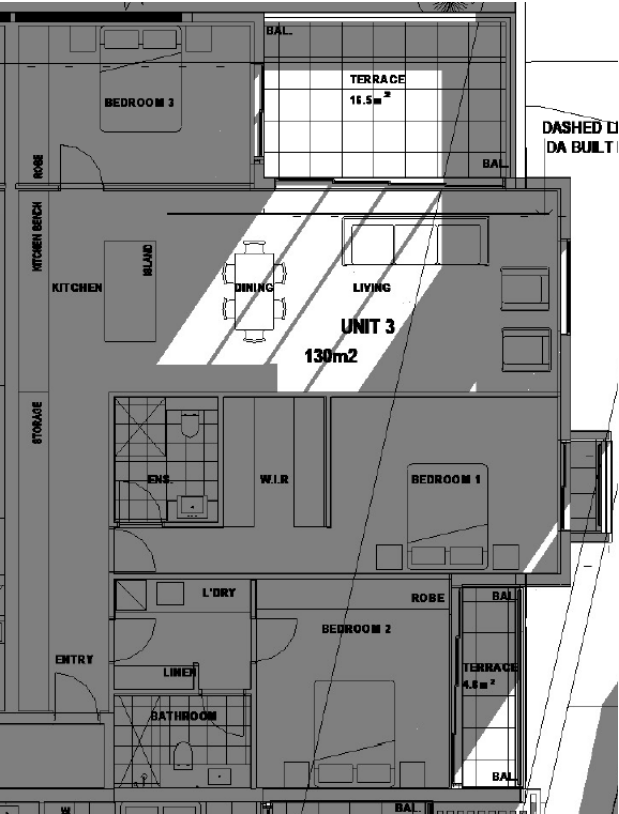 BAL.
TERRACE
16.5m²
BEDROOM 3
DASHED
DA BUILT
BAL.
ROBE
KITCHEN BENCH
ISLAND
KITCHEN
DINING
LIVING
UNIT 3
130m2
STORAGE
ENS.
W.I.R
BEDROOM 1
L'DRY
ROBE
BAL.
BEDROOM 2
ENTRY
LINEN
TERRACE
4.6m²
BATHROOM
BAL.
W
BAL.